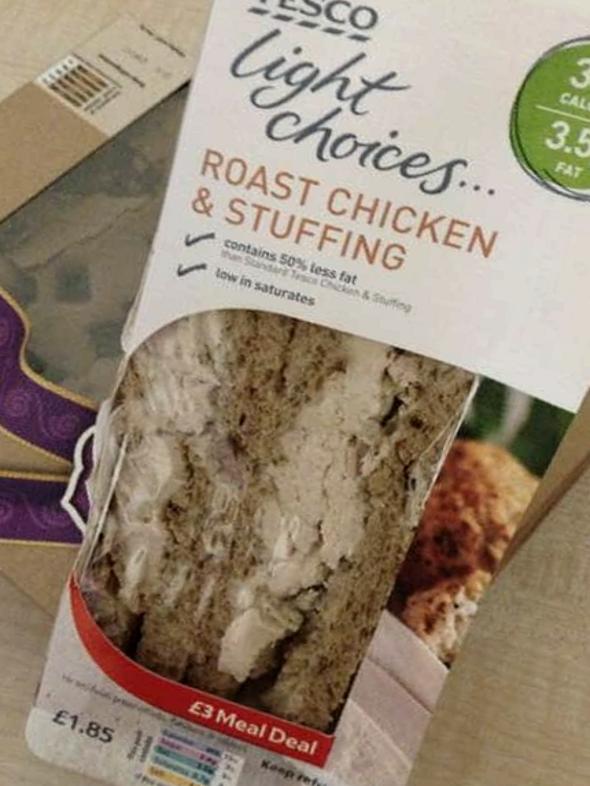 TESCO
light
choices...
ROAST CHICKEN
& STUFFING
contains 50% less fat
than Standard Tesco Chicken & Stuffing
low in saturates
3.5
FAT
£3 Meal Deal
£1.85
Keep